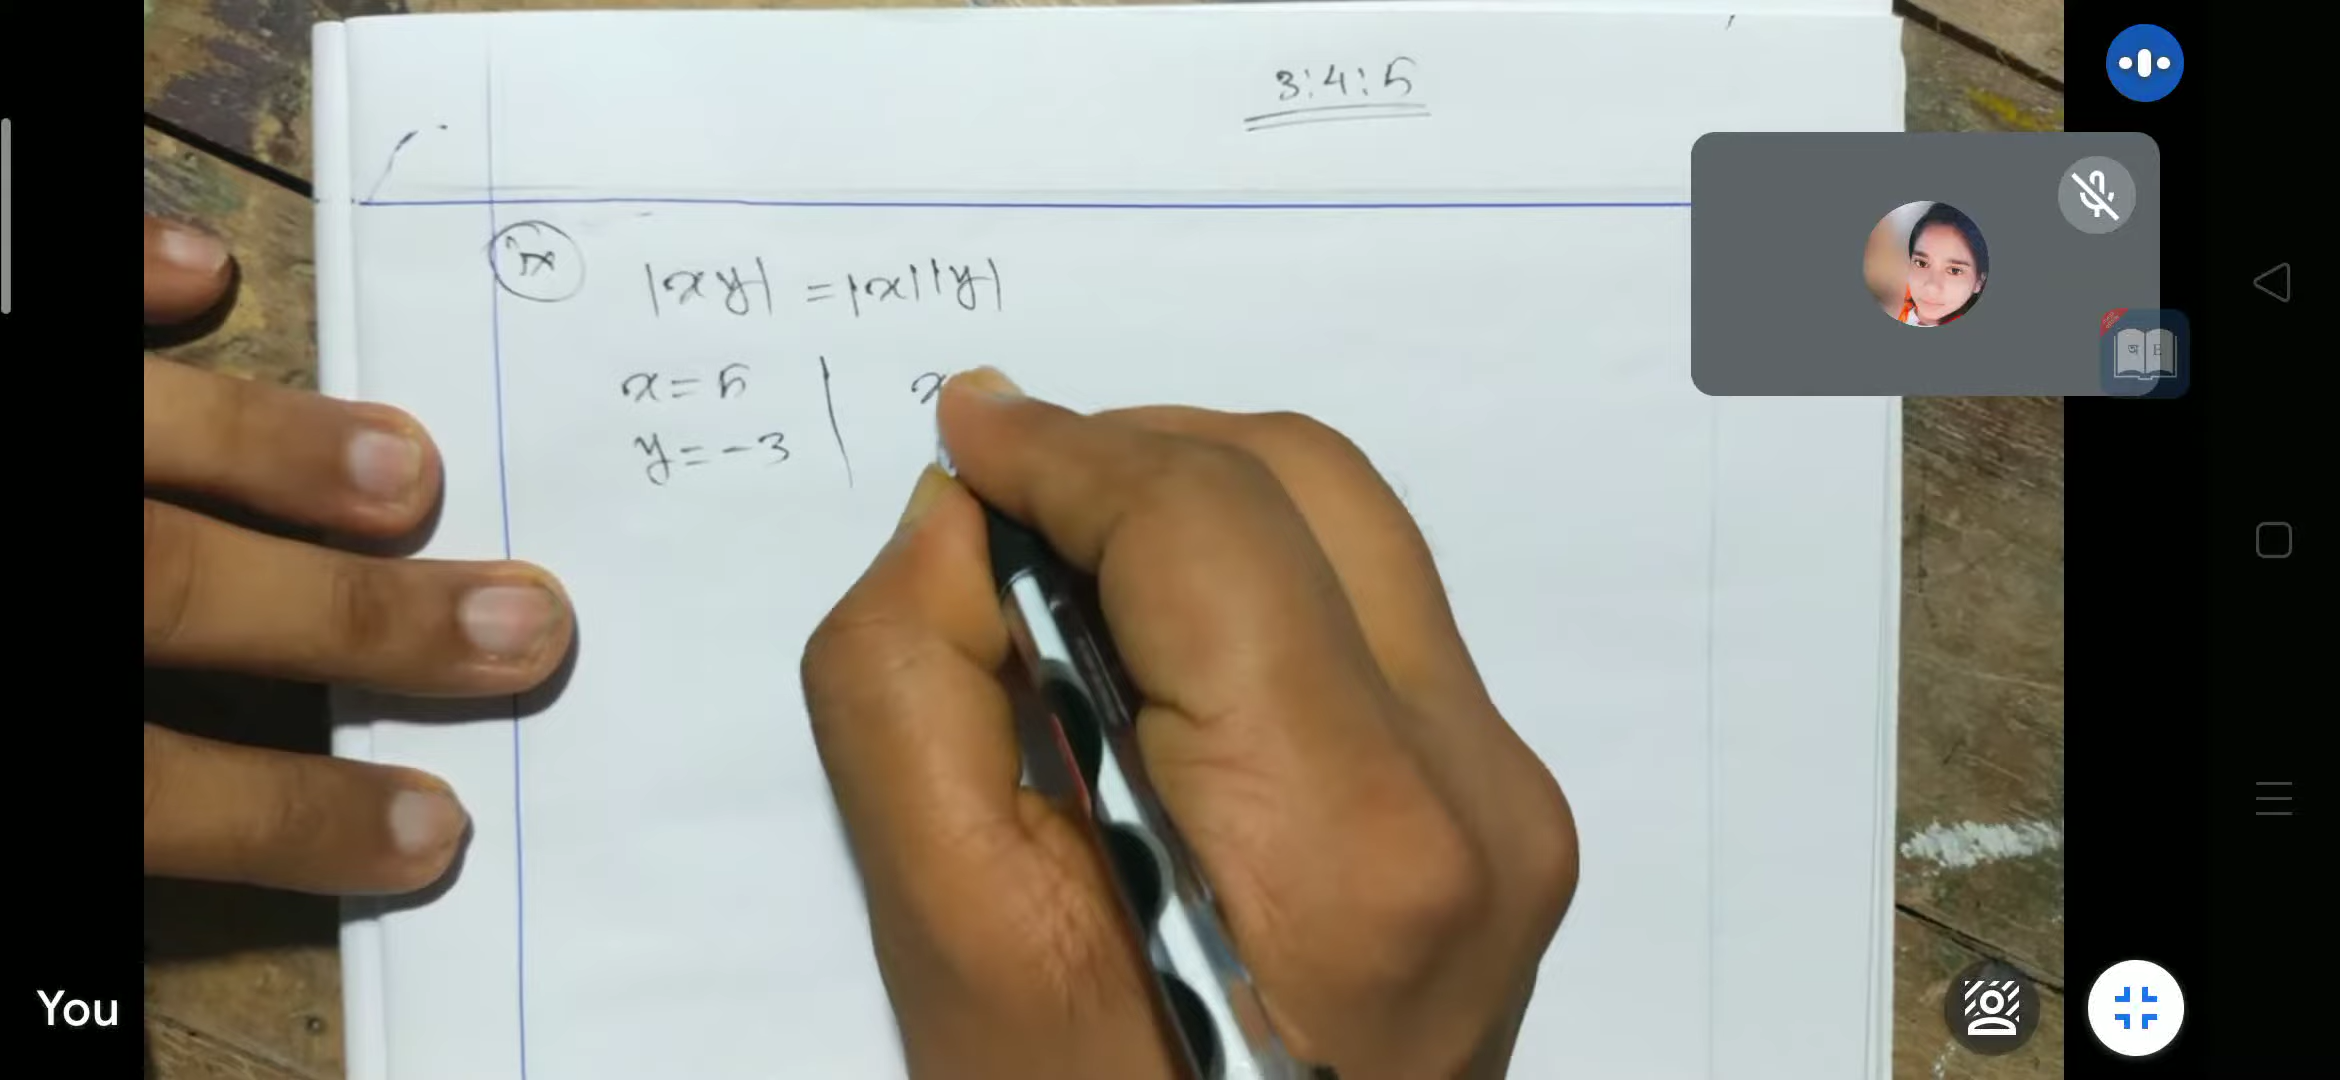 3:4:5
|xy| = |x||y|
x = 5
x
y = -3
You